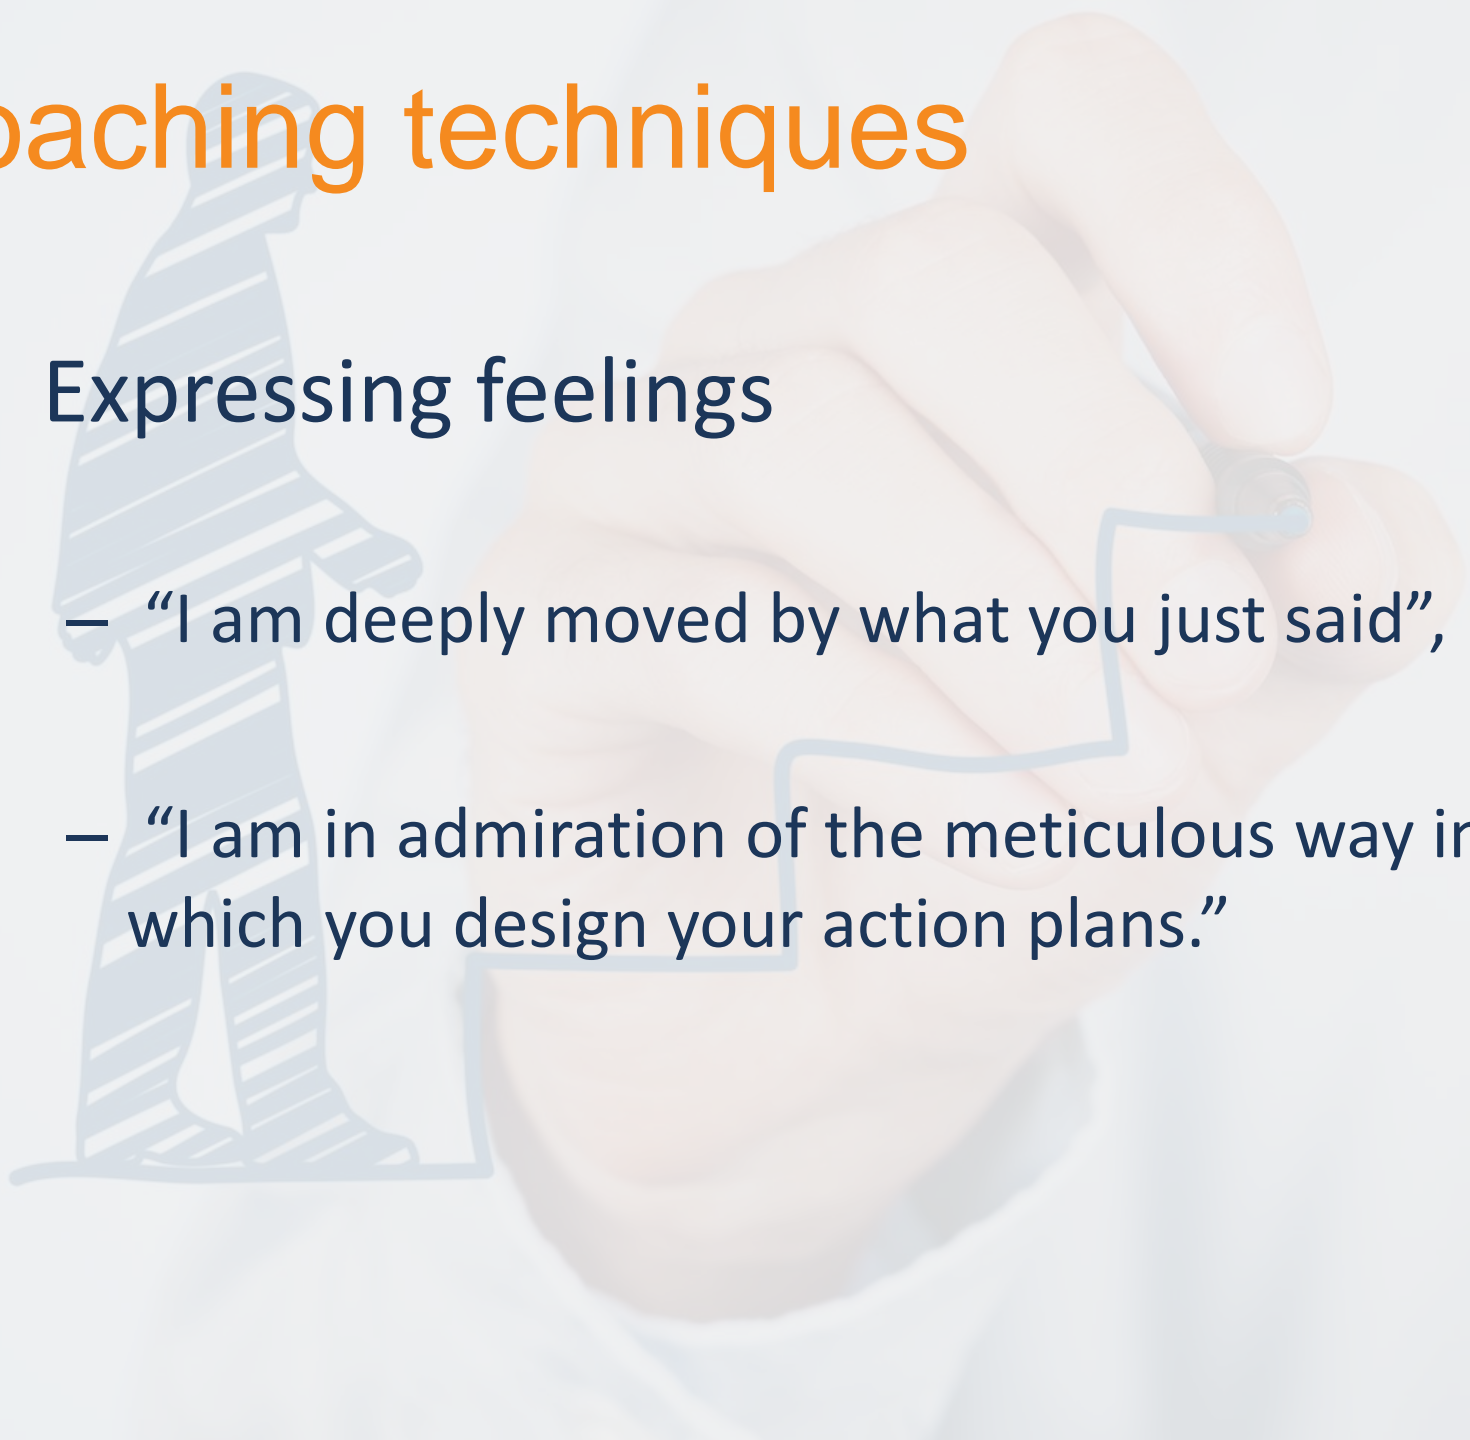 oaching techniques
Expressing feelings
– “I am deeply moved by what you just said”,
– “I am in admiration of the meticulous way in
which you design your action plans.”